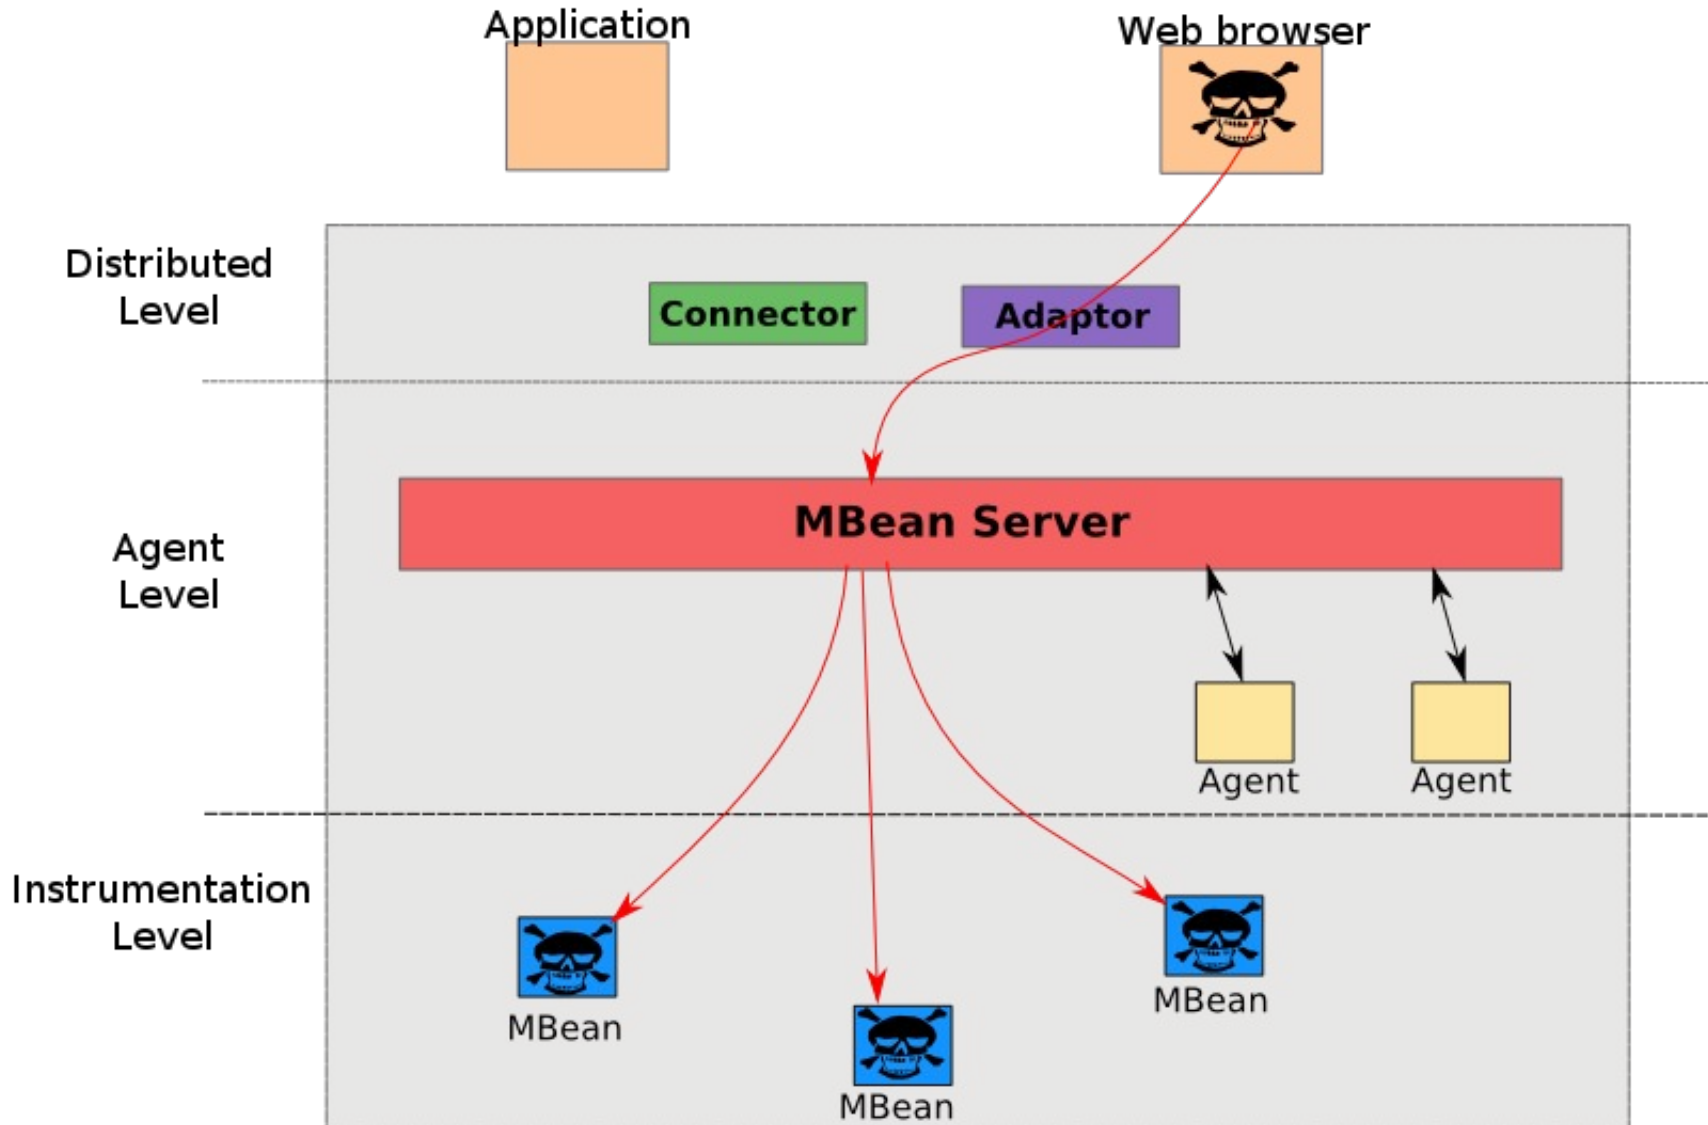 Application
Web browser
Distributed
Level
Connector
Adaptor
MBean Server
Agent
Level
Agent
Agent
Instrumentation
Level
MBean
MBean
MBean